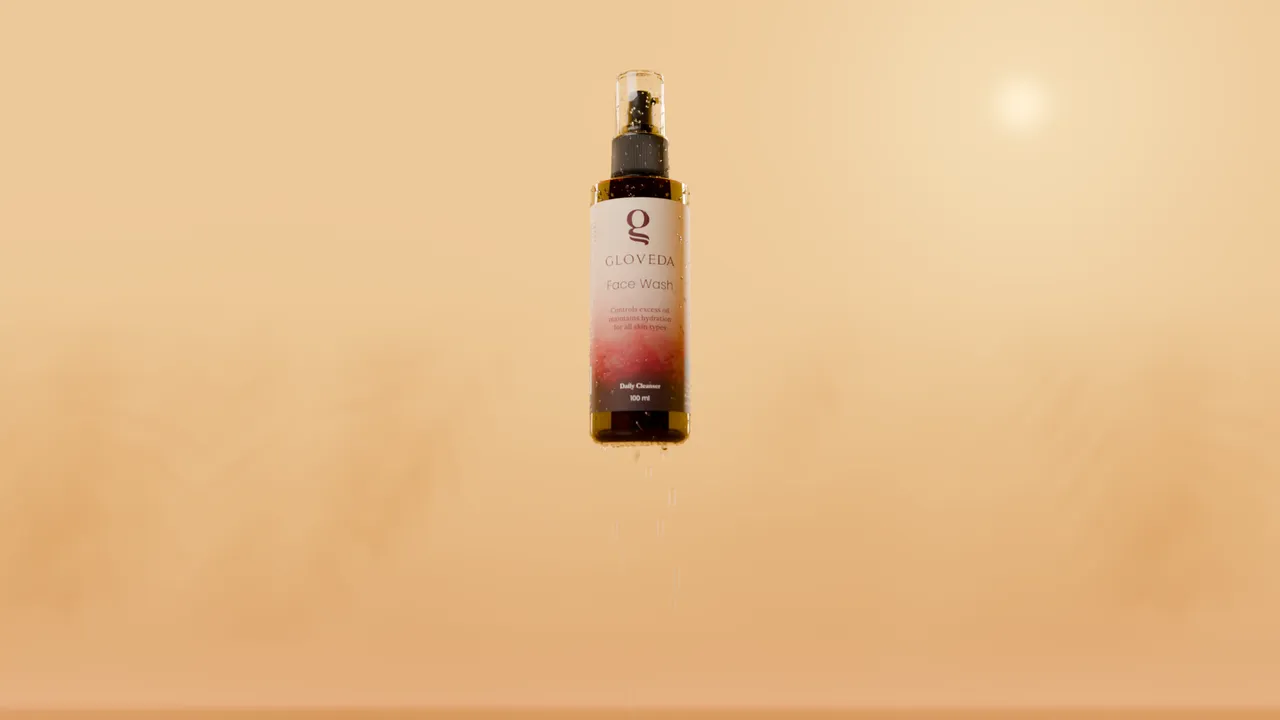 g
GLOVEDA
Face Wash
Controls excess oil
maintains hydration
for all skin types
Daily Cleanser
100 ml